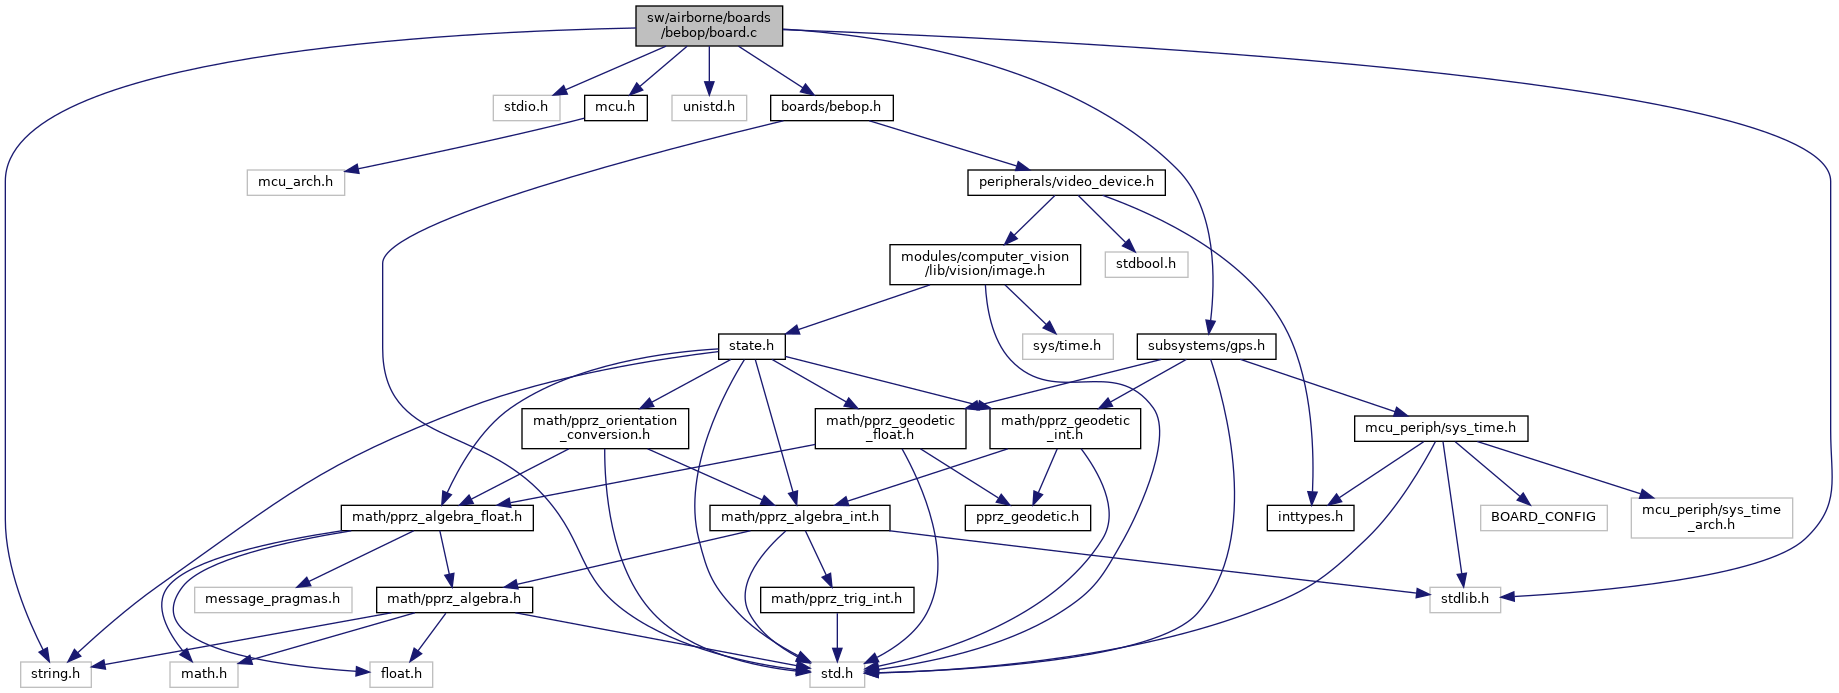 sw/airborne/boards
/bebop/board.c
stdio.h
mcu.h
unistd.h
boards/bebop.h
mcu_arch.h
peripherals/video_device.h
modules/computer_vision
/lib/vision/image.h
stdbool.h
state.h
sys/time.h
subsystems/gps.h
math/pprz_orientation
_conversion.h
math/pprz_geodetic
_float.h
math/pprz_geodetic
_int.h
mcu_periph/sys_time.h
math/pprz_algebra_float.h
math/pprz_algebra_int.h
pprz_geodetic.h
inttypes.h
BOARD_CONFIG
mcu_periph/sys_time
_arch.h
message_pragmas.h
math/pprz_algebra.h
math/pprz_trig_int.h
stdlib.h
string.h
math.h
float.h
std.h